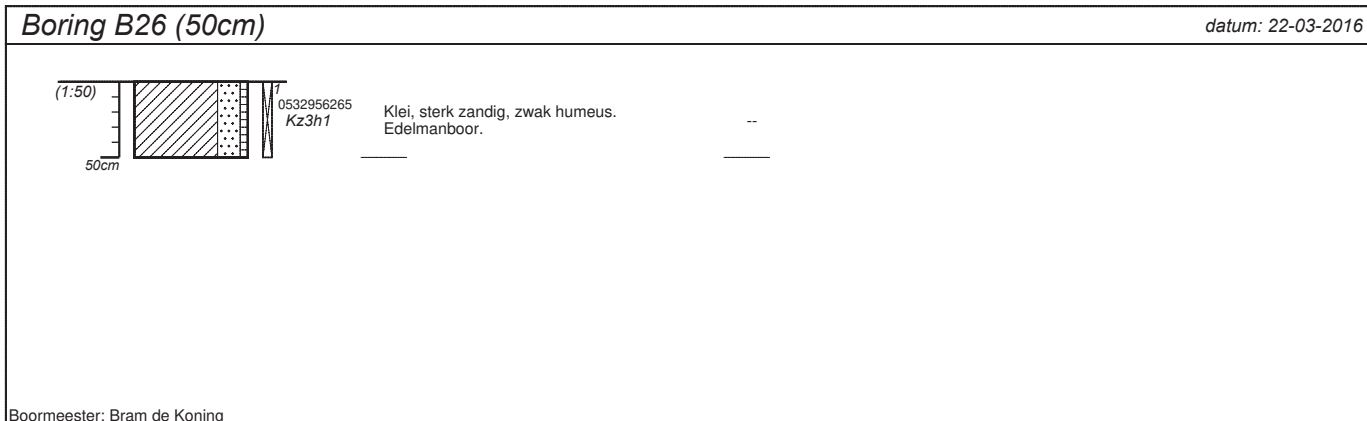 Boring B26 (50cm)
datum: 22-03-2016
(1:50)
1
0532956265
Kz3h1
Klei, sterk zandig, zwak humeus.
Edelmanboor.
--
50cm
Boormeester: Bram de Koning